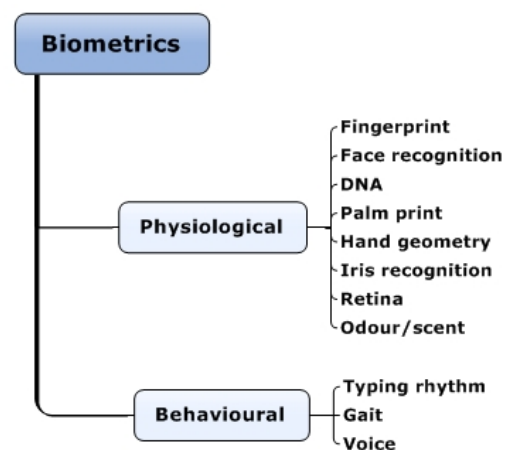 Biometrics
Physiological
Fingerprint
Face recognition
DNA
Palm print
Hand geometry
Iris recognition
Retina
Odour/scent
Behavioural
Typing rhythm
Gait
Voice